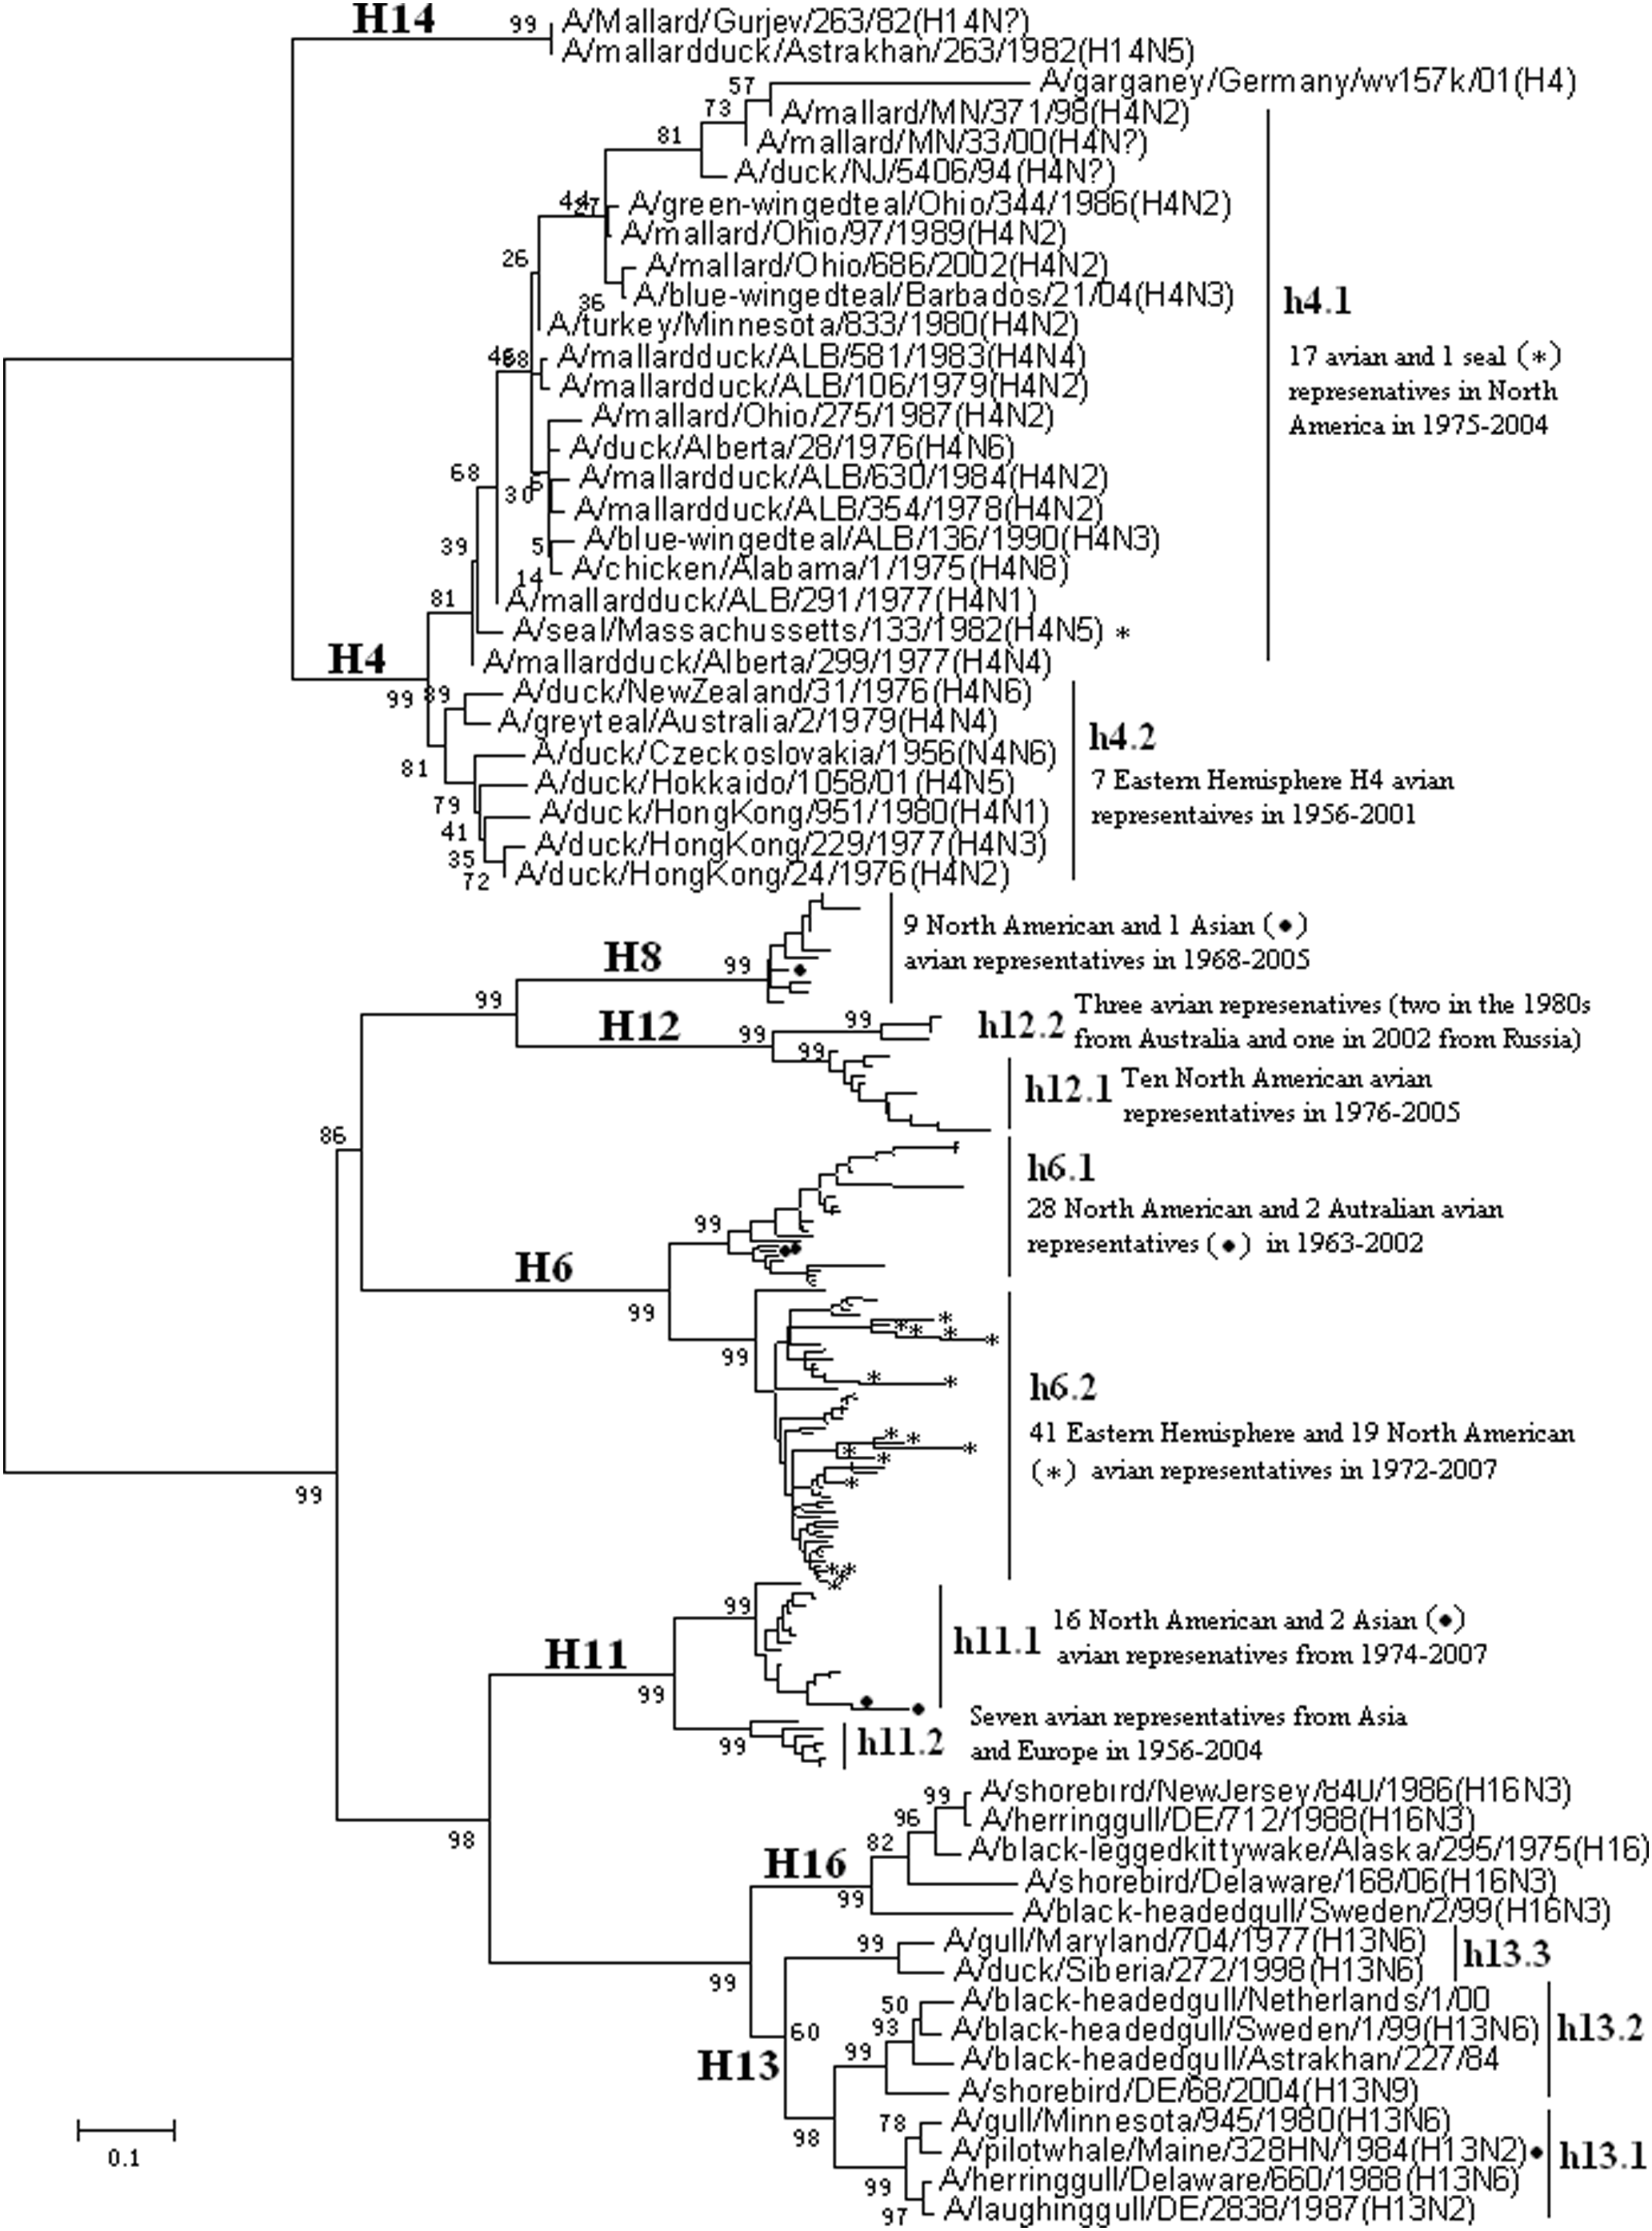 H14
99
A/Mallard/Gurjev/263/82(H14N?)
A/mallardduck/Astrakhan/263/1982(H14N5)
57
A/garganey/Germany/wv157k/01(H4)
73
A/mallard/MN/371/98(H4N2)
81
A/mallard/MN/33/00(H4N?)
A/duck/NJ/5406/94(H4N?)
44
A/green-wingedteal/Ohio/344/1986(H4N2)
A/mallard/Ohio/97/1989(H4N2)
26
A/mallard/Ohio/686/2002(H4N2)
36
A/blue-wingedteal/Barbados/21/04(H4N3)
A/turkey/Minnesota/833/1980(H4N2)
h4.1
17 avian and 1 seal (*)
represenatives in North
America in 1975-2004
A/mallardduck/ALB/581/1983(H4N4)
A/mallardduck/ALB/106/1979(H4N2)
A/mallard/Ohio/275/1987(H4N2)
A/duck/Alberta/28/1976(H4N6)
68
A/mallardduck/ALB/630/1984(H4N2)
30
A/mallardduck/ALB/354/1978(H4N2)
39
5
A/blue-wingedteal/ALB/136/1990(H4N3)
14
A/chicken/Alabama/1/1975(H4N8)
81
A/mallardduck/ALB/291/1977(H4N1)
A/seal/Massachussetts/133/1982(H4N5) *
H4
A/mallardduck/Alberta/299/1977(H4N4)
99
89
A/duck/NewZealand/31/1976(H4N6)
A/greyteal/Australia/2/1979(H4N4)
81
A/duck/Czeckoslovakia/1956(N4N6)
79
A/duck/Hokkaido/1058/01(H4N5)
41
A/duck/HongKong/951/1980(H4N1)
35
A/duck/HongKong/229/1977(H4N3)
72
A/duck/HongKong/24/1976(H4N2)
h4.2
7 Eastern Hemisphere H4 avian
representaives in 1956-2001
H8
99
9 North American and 1 Asian (●)
avian representatives in 1968-2005
99
H12
99
99
h12.2
Three avian represenatives (two in the 1980s
from Australia and one in 2002 from Russia)
99
h12.1
Ten North American avian
representatives in 1976-2005
86
99
h6.1
28 North American and 2 Autralian avian
representatives (●) in 1963-2002
H6
99
99
h6.2
41 Eastern Hemisphere and 19 North American
(*) avian representatives in 1972-2007
99
99
H11
99
h11.1
16 North American and 2 Asian (●)
avian represenatives from 1974-2007
99
h11.2
Seven avian representatives from Asia
and Europe in 1956-2004
98
99
A/shorebird/NewJersey/840/1986(H16N3)
96
A/herringgull/DE/712/1988(H16N3)
82
A/black-leggedkittywake/Alaska/295/1975(H16)
H16
A/shorebird/Delaware/168/06(H16N3)
99
A/black-headedgull/Sweden/2/99(H16N3)
99
99
A/gull/Maryland/704/1977(H13N6)
A/duck/Siberia/272/1998(H13N6)
h13.3
H13
60
50
A/black-headedgull/Netherlands/1/00
93
A/black-headedgull/Sweden/1/99(H13N6)
99
A/black-headedgull/Astrakhan/227/84
A/shorebird/DE/68/2004(H13N9)
h13.2
98
78
A/gull/Minnesota/945/1980(H13N6)
A/pilotwhale/Maine/328HN/1984(H13N2)●
99
A/herringgull/Delaware/660/1988(H13N6)
97
A/laughinggull/DE/2838/1987(H13N2)
h13.1
0.1